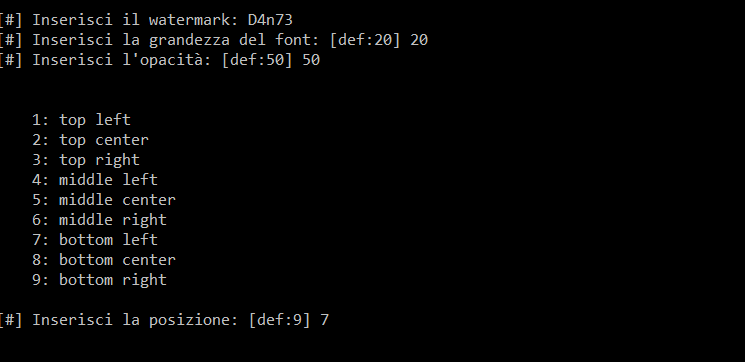 [#] Inserisci il watermark: D4n73
[#] Inserisci la grandezza del font: [def:20] 20
[#] Inserisci l'opacità: [def:50] 50
1: top left
2: top center
3: top right
4: middle left
5: middle center
6: middle right
7: bottom left
8: bottom center
9: bottom right
[#] Inserisci la posizione: [def:9] 7